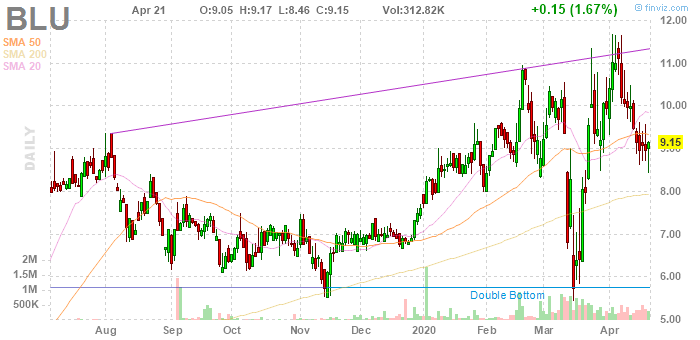 BLU Apr 21 O:9.05 H:9.17 L:8.46 C:9.15 Vol:312.82K +0.15 (1.67%) © finviz.com
SMA 50
SMA 200
SMA 20
DAILY
12.00
11.00
10.00
9.15
9.00
8.00
7.00
6.00
5.00
2M
1.5M
1M
500K
Double Bottom
Aug Sep Oct Nov Dec 2020 Feb Mar Apr